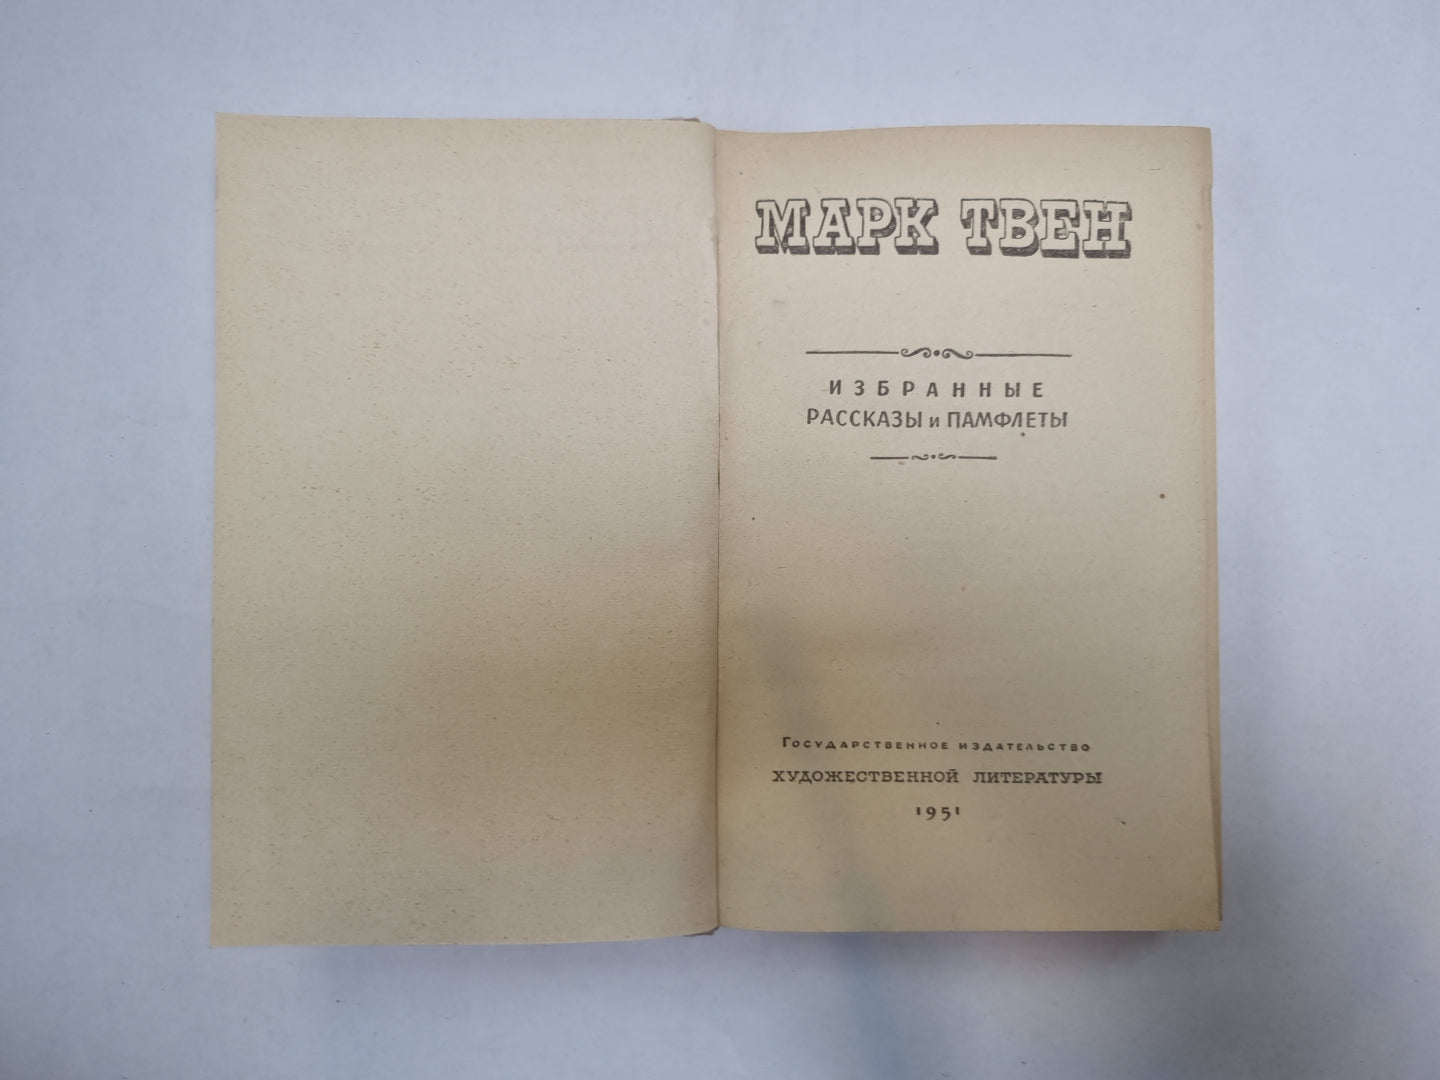 МАРК ТВЕН
ИЗБРАННЫЕ
РАССКАЗЫ и ПАМФЛЕТЫ
Государственное издательство
ХУДОЖЕСТВЕННОЙ ЛИТЕРАТУРЫ
1951